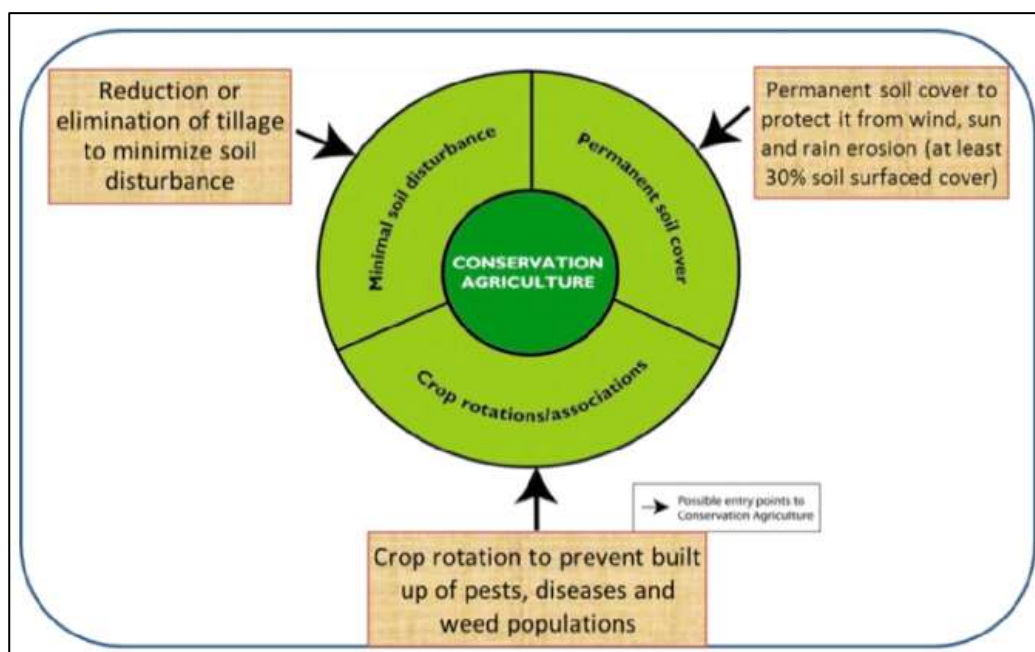 Reduction or
elimination of tillage
to minimize soil
disturbance
Permanent soil cover to
protect it from wind, sun
and rain erosion (at least
30% soil surfaced cover)
Minimal soil disturbance
Permanent soil cover
CONSERVATION
AGRICULTURE
Crop rotations/associations
Possible entry points to
Conservation Agriculture
Crop rotation to prevent built
up of pests, diseases and
weed populations